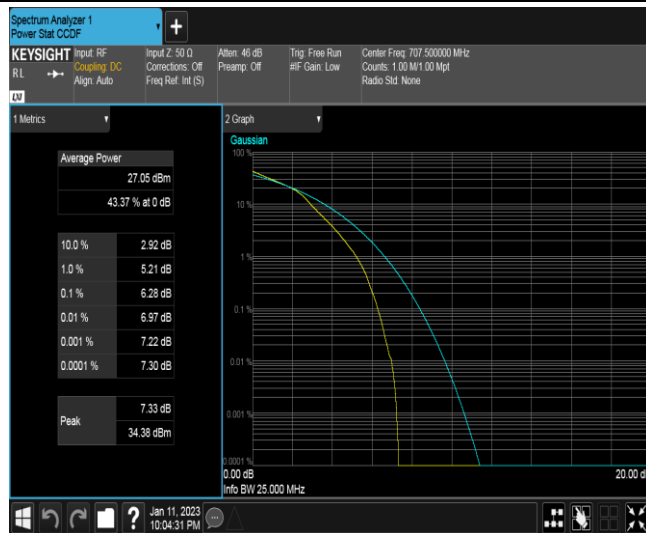 Spectrum Analyzer 1
Power Stat CCDF
KEYSIGHT
RL
Input: RF
Coupling: DC
Align: Auto
Input Z: 50 Ω
Corrections: Off
Freq Ref: Int (S)
Atten: 46 dB
Preamp: Off
Trig: Free Run
#IF Gain: Low
Center Freq: 707.500000 MHz
Counts: 1.00 M/1.00 Mpt
Radio Std: None
1 Metrics
Average Power
27.05 dBm
43.37 % at 0 dB
10.0 % 2.92 dB
1.0 % 5.21 dB
0.1 % 6.28 dB
0.01 % 6.97 dB
0.001 % 7.22 dB
0.0001 % 7.30 dB
Peak 7.33 dB
34.38 dBm
2 Graph
Gaussian
100 %
10 %
1 %
0.1 %
0.01 %
0.001 %
0.0001 %
0.00 dB
20.00 d
Info BW 25.000 MHz
?
Jan 11, 2023
10:04:31 PM